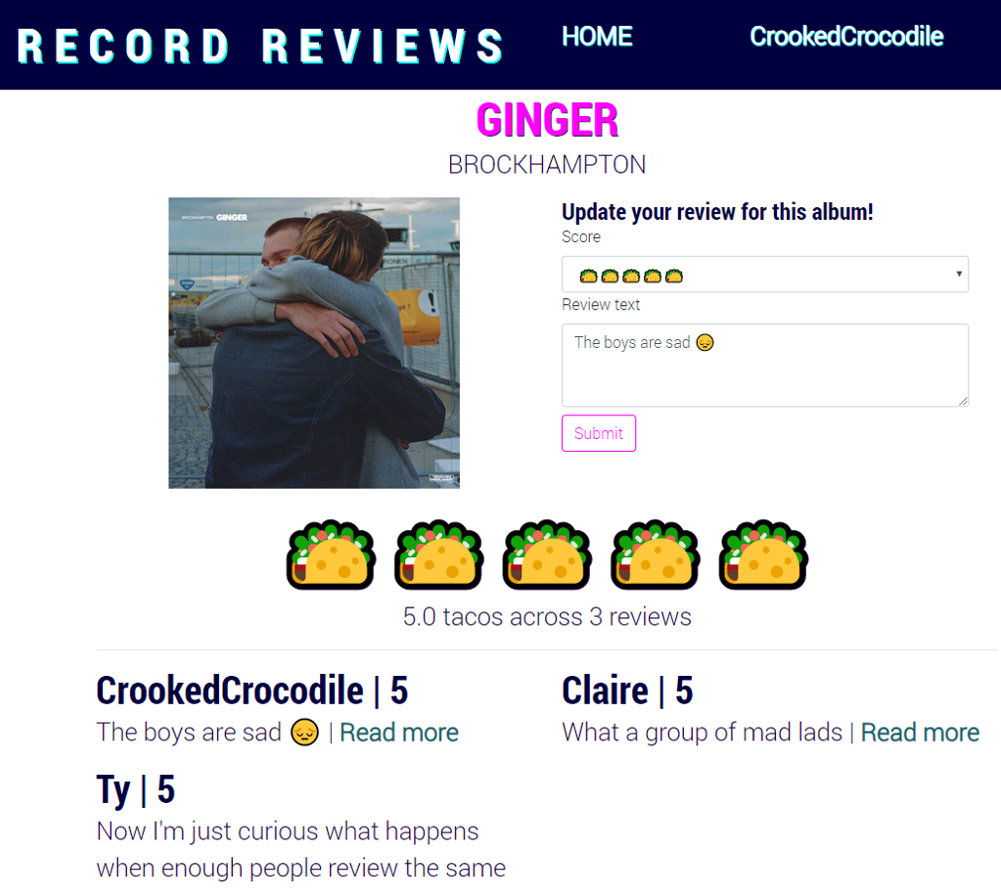 RECORD REVIEWS
HOME
CrookedCrocodile
GINGER
BROCKHAMPTON
BROCKHAMPTON GINGER
Update your review for this album!
Score
🌮🌮🌮🌮🌮
Review text
The boys are sad 😔
Submit
🌮 🌮 🌮 🌮 🌮
5.0 tacos across 3 reviews
CrookedCrocodile | 5
The boys are sad 😔 | Read more
Claire | 5
What a group of mad lads | Read more
Ty | 5
Now I'm just curious what happens
when enough people review the same